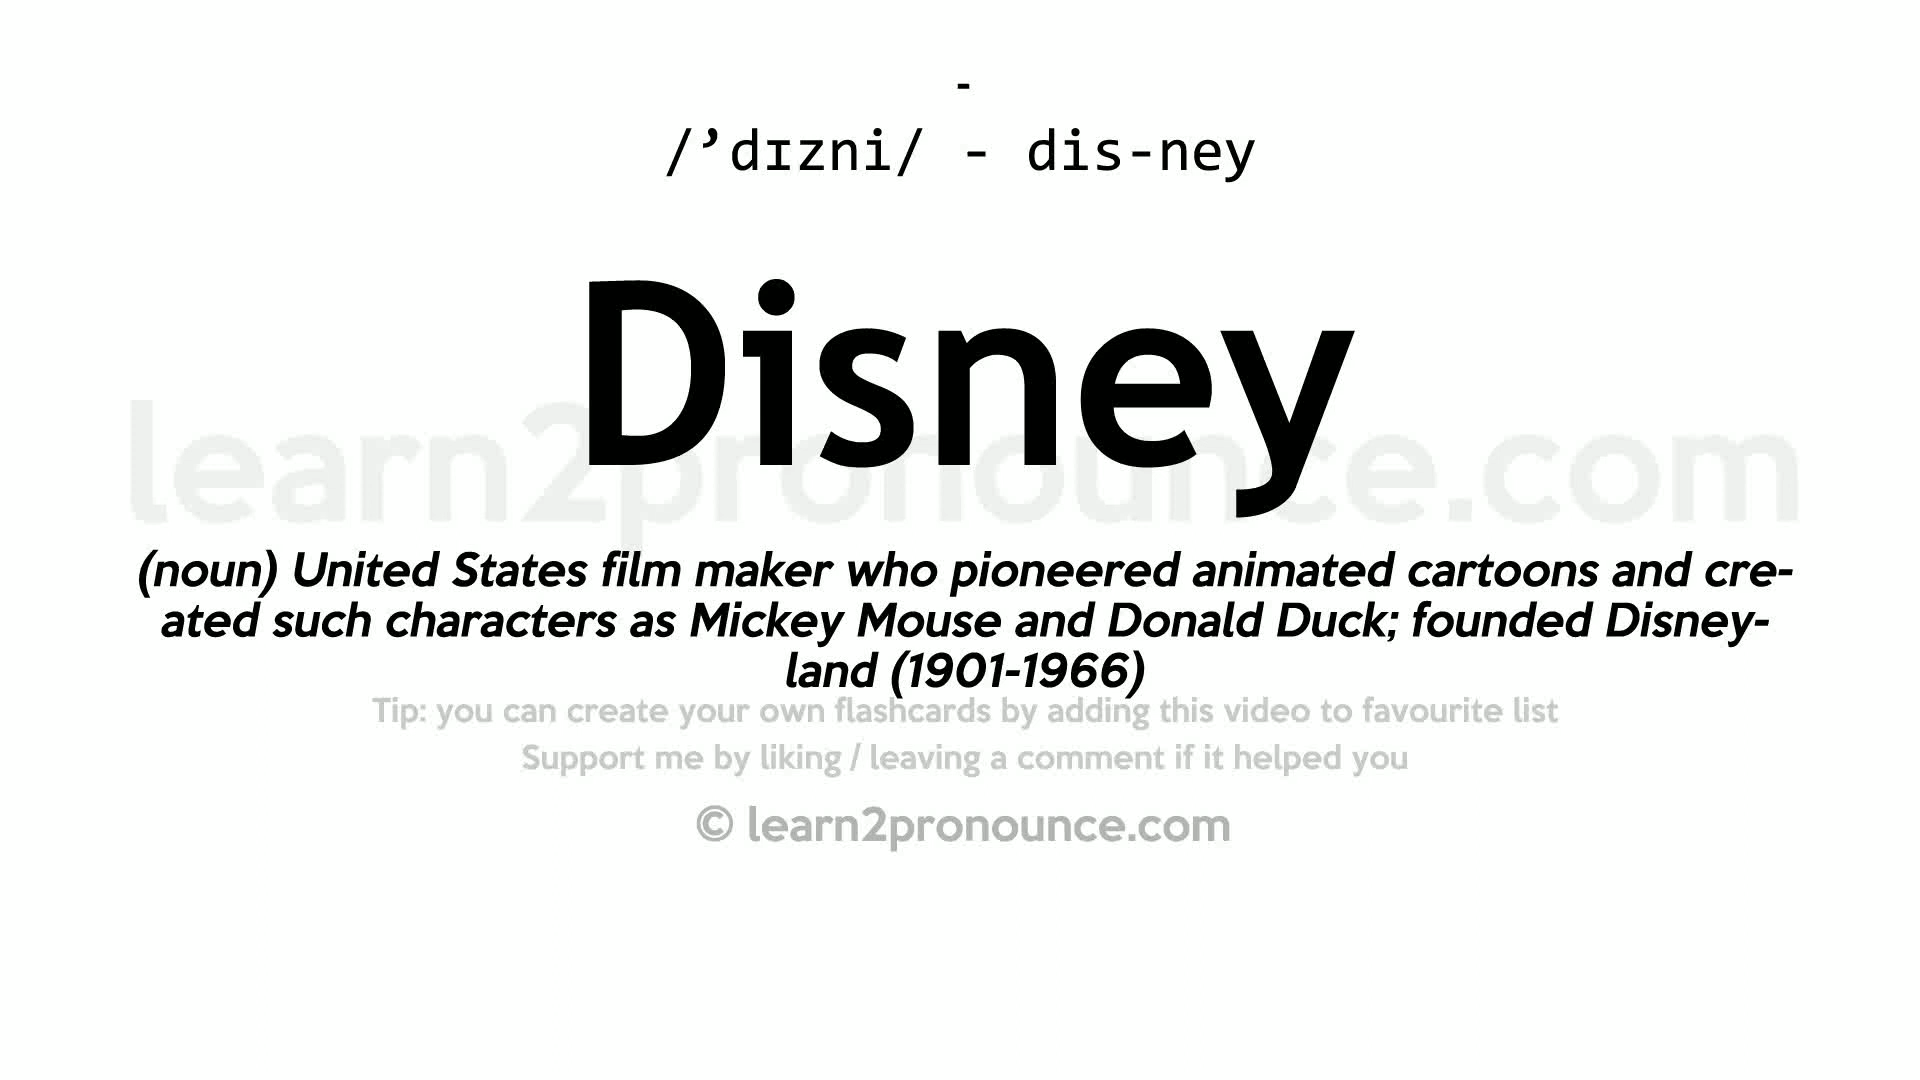 -
/’dɪzni/ - dis-ney
Disney
learn2pronounce.com
(noun) United States film maker who pioneered animated cartoons and cre-
ated such characters as Mickey Mouse and Donald Duck; founded Disney-
land (1901-1966)
Tip: you can create your own flashcards by adding this video to favourite list
Support me by liking / leaving a comment if it helped you
© learn2pronounce.com